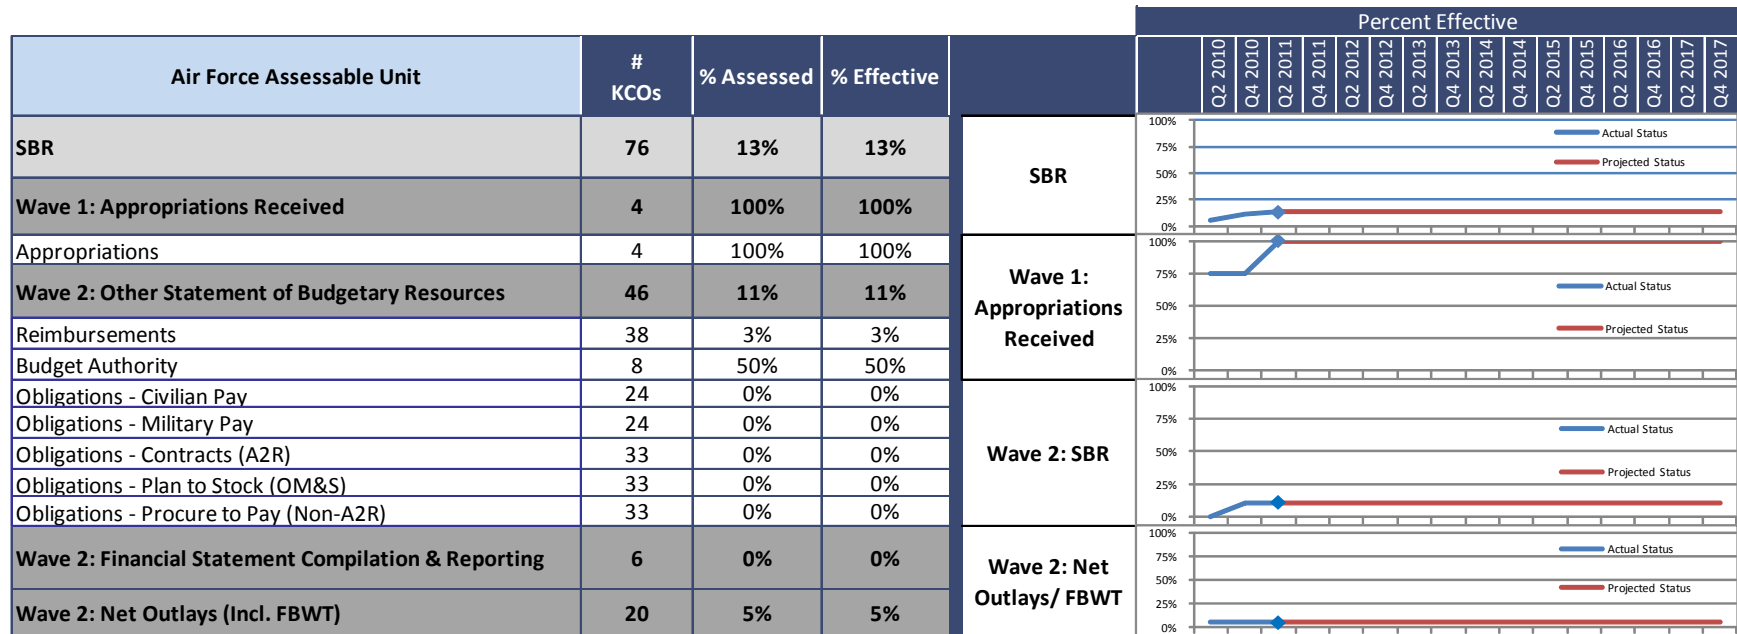 Percent Effective
Air Force Assessable Unit
#
KCOs
% Assessed
% Effective
Q2 2010
Q4 2010
Q2 2011
Q4 2011
Q2 2012
Q4 2012
Q2 2013
Q4 2013
Q2 2014
Q4 2014
Q2 2015
Q4 2015
Q2 2016
Q4 2016
Q2 2017
Q4 2017
SBR 76 13% 13%
Wave 1: Appropriations Received 4 100% 100%
Appropriations 4 100% 100%
Wave 2: Other Statement of Budgetary Resources 46 11% 11%
Reimbursements 38 3% 3%
Budget Authority 8 50% 50%
Obligations - Civilian Pay 24 0% 0%
Obligations - Military Pay 24 0% 0%
Obligations - Contracts (A2R) 33 0% 0%
Obligations - Plan to Stock (OM&S) 33 0% 0%
Obligations - Procure to Pay (Non-A2R) 33 0% 0%
Wave 2: Financial Statement Compilation & Reporting 6 0% 0%
Wave 2: Net Outlays (Incl. FBWT) 20 5% 5%
SBR
100%
75%
50%
25%
0%
Actual Status
Projected Status
Wave 1:
Appropriations
Received
100%
75%
50%
25%
0%
Actual Status
Projected Status
Wave 2: SBR
100%
75%
50%
25%
0%
Actual Status
Projected Status
Wave 2: Net
Outlays/ FBWT
100%
75%
50%
25%
0%
Actual Status
Projected Status